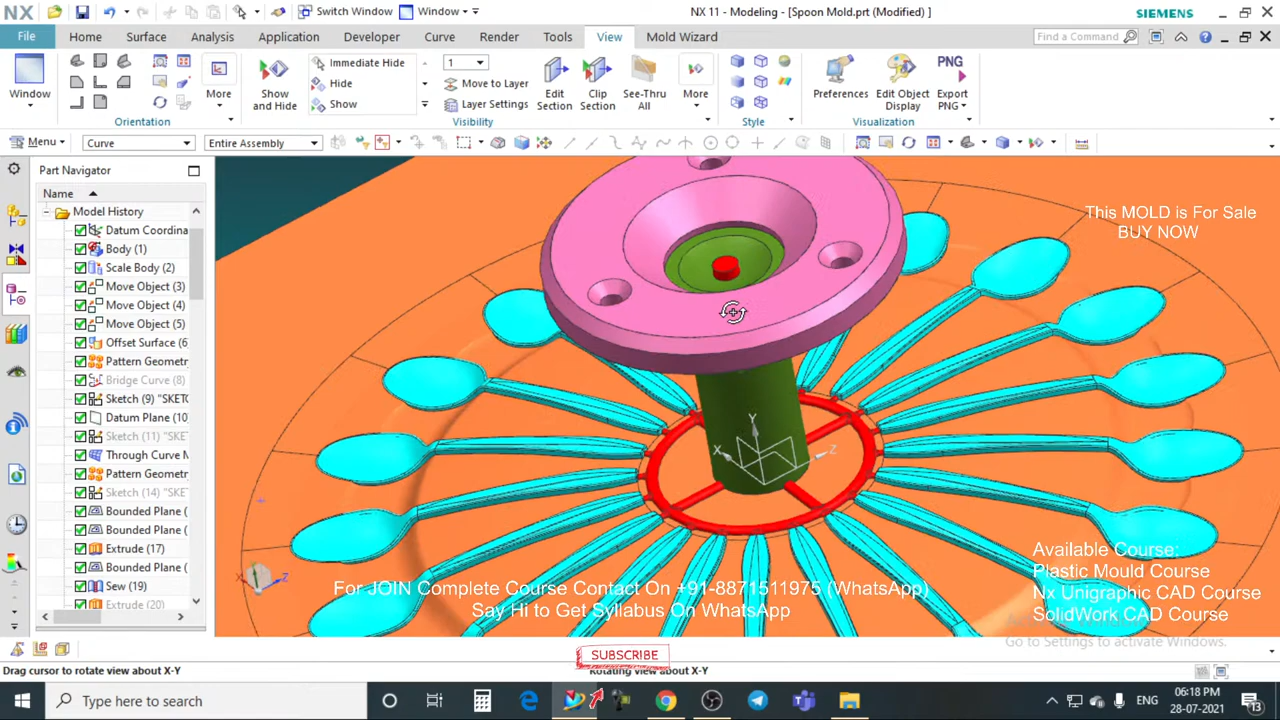 NX
Switch Window
Window
NX 11 - Modeling - [Spoon Mold.prt (Modified) ]
SIEMENS
File
Home
Surface
Analysis
Application
Developer
Curve
Render
Tools
View
Mold Wizard
Find a Command
Window
More
Orientation
Show and Hide
Immediate Hide
Hide
Show
1
Move to Layer
Layer Settings
Visibility
Edit Section
Clip Section
See-Thru All
More
Style
Preferences
Edit Object Display
PNG
Export PNG
Visualization
Menu
Curve
Entire Assembly
Part Navigator
Name
Model History
Datum Coordina
Body (1)
Scale Body (2)
Move Object (3)
Move Object (4)
Move Object (5)
Offset Surface (6
Pattern Geometr
Bridge Curve (8)
Sketch (9) "SKETC
Datum Plane (10)
Sketch (11) "SKE
Through Curve M
Pattern Geometr
Sketch (14) "SKE
Bounded Plane (
Bounded Plane (
Extrude (17)
Bounded Plane (
Sew (19)
Extrude (20)
This MOLD is For Sale
BUY NOW
Y
X
Z
X
Z
Available Course:
Plastic Mould Course
Nx Unigraphic CAD Course
SolidWork CAD Course
For JOIN Complete Course Contact On +91-8871511975 (WhatsApp)
Say Hi to Get Syllabus On WhatsApp
Go to Settings to activate Windows.
SUBSCRIBE
Drag cursor to rotate view about X-Y
Rotating view about X-Y
Type here to search
ENG
06:18 PM
28-07-2021
13